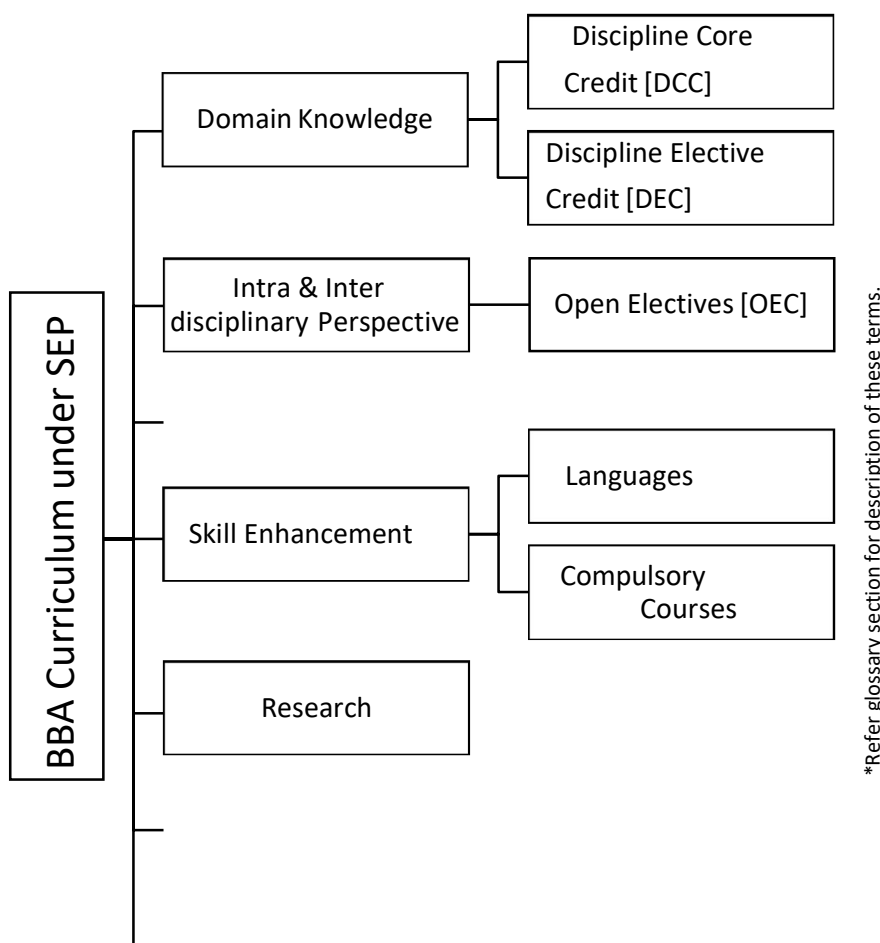 BBA Curriculum under SEP
Domain Knowledge
Discipline Core
Credit [DCC]
Discipline Elective
Credit [DEC]
Intra & Inter
disciplinary Perspective
Open Electives [OEC]
Skill Enhancement
Languages
Compulsory
Courses
Research
*Refer glossary section for description of these terms.